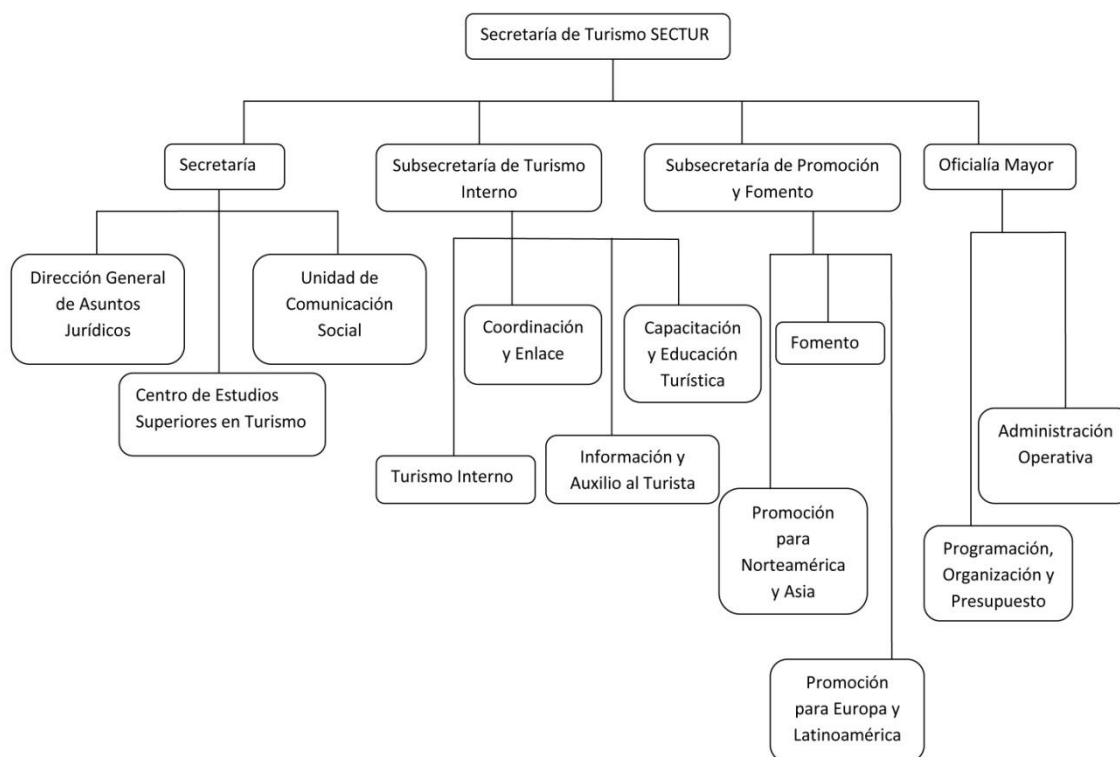 Secretaría de Turismo SECTUR
Secretaría
Subsecretaría de Turismo
Interno
Subsecretaría de Promoción
y Fomento
Oficialía Mayor
Dirección General
de Asuntos
Jurídicos
Unidad de
Comunicación
Social
Centro de Estudios
Superiores en Turismo
Coordinación
y Enlace
Capacitación
y Educación
Turística
Turismo Interno
Información y
Auxilio al Turista
Fomento
Promoción
para
Norteamérica
y Asia
Promoción
para Europa y
Latinoamérica
Administración
Operativa
Programación,
Organización y
Presupuesto